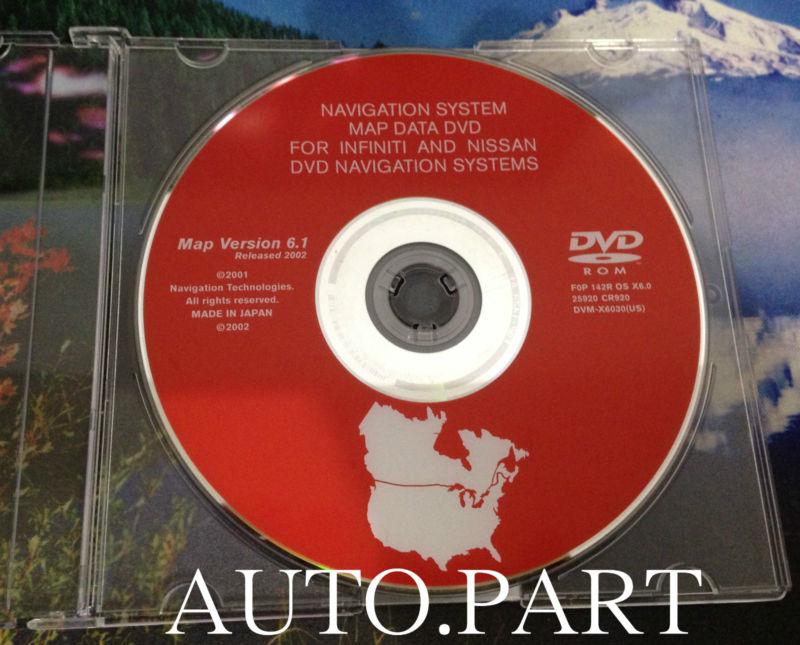 NAVIGATION SYSTEM
MAP DATA DVD
FOR INFINITI AND NISSAN
DVD NAVIGATION SYSTEMS
Map Version 6.1
Released 2002
©2001
Navigation Technologies.
All rights reserved.
MADE IN JAPAN
©2002
DVD
ROM
F0P 142R OS X6.0
25920 CR920
DVM-X6030(US)
AUTO.PART